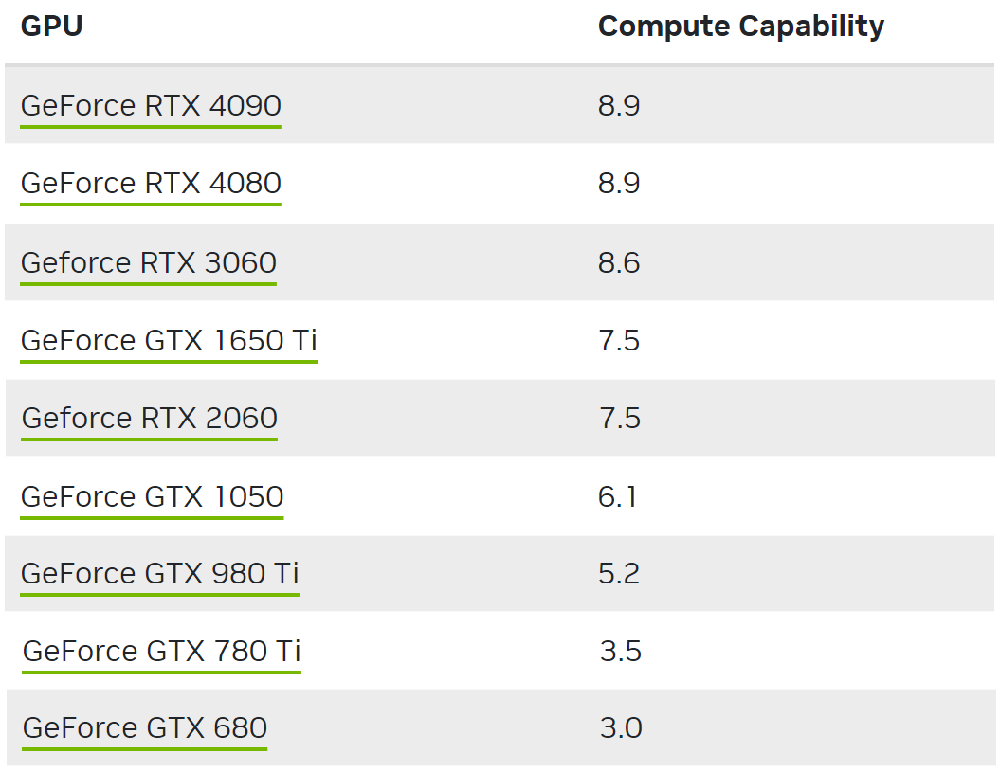 GPU Compute Capability
GeForce RTX 4090 8.9
GeForce RTX 4080 8.9
Geforce RTX 3060 8.6
GeForce GTX 1650 Ti 7.5
Geforce RTX 2060 7.5
GeForce GTX 1050 6.1
GeForce GTX 980 Ti 5.2
GeForce GTX 780 Ti 3.5
GeForce GTX 680 3.0